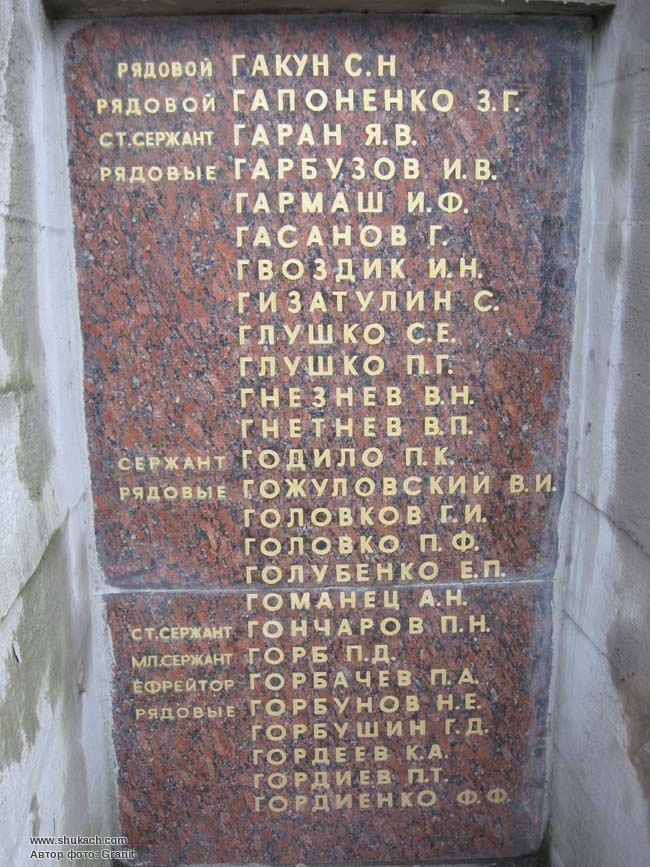 РЯДОВОЙ ГАКУН С.Н
РЯДОВОЙ ГАПОНЕНКО З.Г.
СТ.СЕРЖАНТ ГАРАН Я.В.
РЯДОВЫЕ ГАРБУЗОВ И.В.
ГАРМАШ И.Ф.
ГАСАНОВ Г.
ГВОЗДИК И.Н.
ГИЗАТУЛИН С.
ГЛУШКО С.Е.
ГЛУШКО П.Г.
ГНЕЗНЕВ В.Н.
ГНЕТНЕВ В.П.
СЕРЖАНТ ГОДИЛО П.К.
РЯДОВЫЕ ГОЖУЛОВСКИЙ В.И.
ГОЛОВКОВ Г.И.
ГОЛОВКО П.Ф.
ГОЛУБЕНКО Е.П.
ГОМАНЕЦ А.Н.
СТ.СЕРЖАНТ ГОНЧАРОВ П.Н.
МЛ.СЕРЖАНТ ГОРБ П.Д.
ЕФРЕЙТОР ГОРБАЧЕВ П.А.
РЯДОВЫЕ ГОРБУНОВ Н.Е.
ГОРБУШИН Г.Д.
ГОРДЕЕВ К.А.
ГОРДИЕВ П.Т.
ГОРДИЕНКО Ф.Ф.
www.shukach.com
Автор фото: Granit